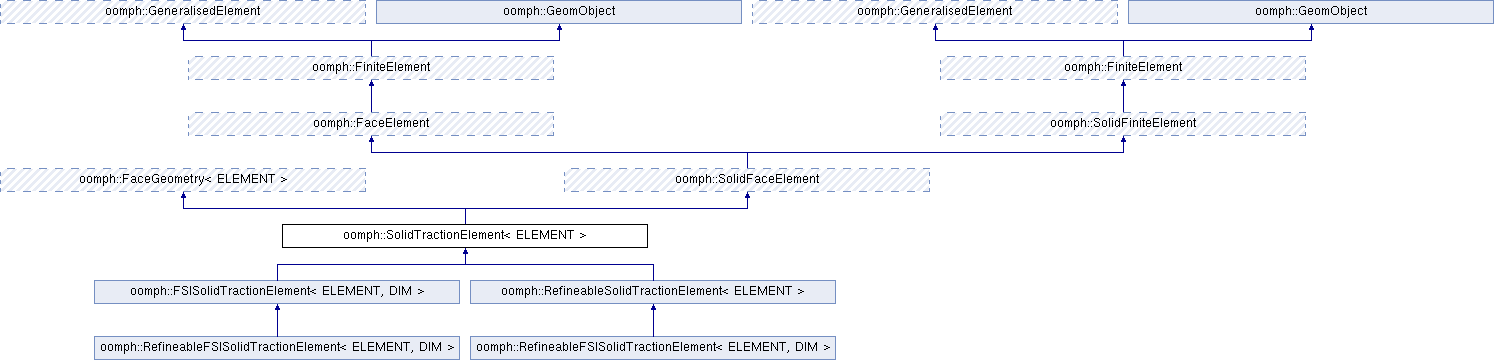 oomph::GeneralisedElement
oomph::GeomObject
oomph::GeneralisedElement
oomph::GeomObject
oomph::FiniteElement
oomph::FiniteElement
oomph::FaceElement
oomph::SolidFiniteElement
oomph::FaceGeometry< ELEMENT >
oomph::SolidFaceElement
oomph::SolidTractionElement< ELEMENT >
oomph::FSISolidTractionElement< ELEMENT, DIM >
oomph::RefineableSolidTractionElement< ELEMENT >
oomph::RefineableFSISolidTractionElement< ELEMENT, DIM >
oomph::RefineableFSISolidTractionElement< ELEMENT, DIM >